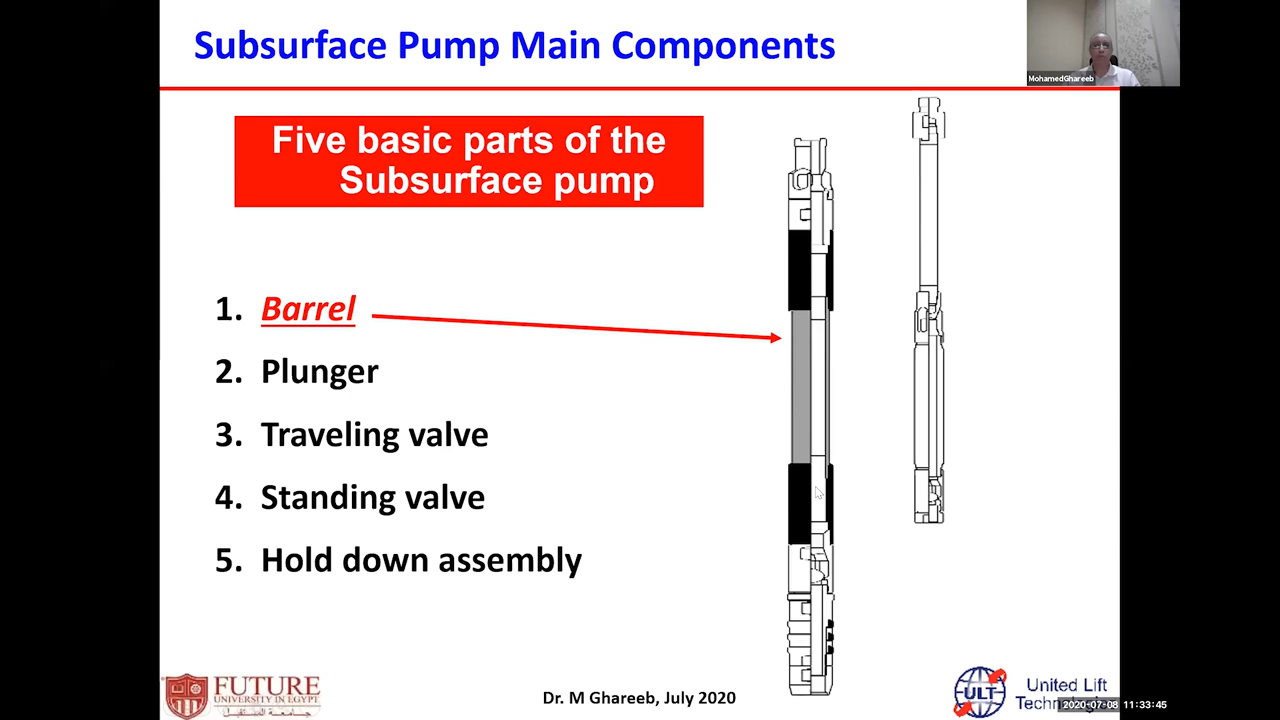 Subsurface Pump Main Components
MohamedGhareeb
Five basic parts of the
Subsurface pump
1. Barrel
2. Plunger
3. Traveling valve
4. Standing valve
5. Hold down assembly
FUTURE
UNIVERSITY IN EGYPT
جامعة المستقبل
Dr. M Ghareeb, July 2020
ULT
United Lift
2020-07-08 11:33:45